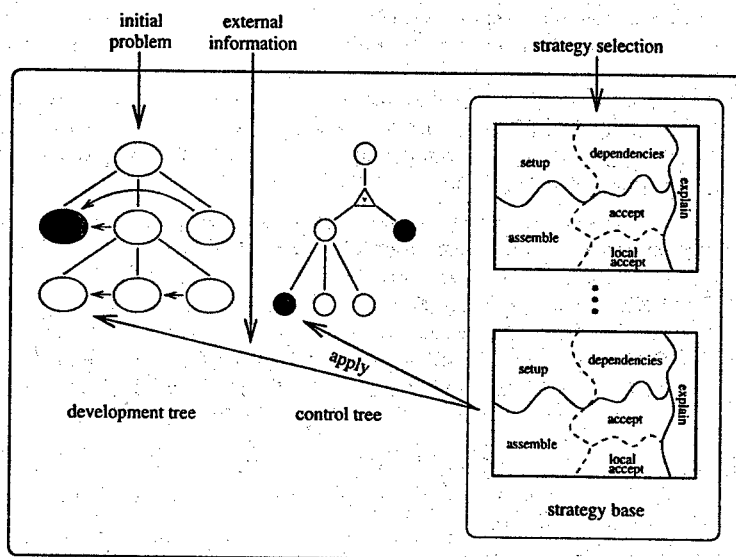 initial
problem
external
information
strategy selection
setup
dependencies
explain
assemble
accept
local
accept
apply
setup
dependencies
explain
assemble
accept
local
accept
development tree
control tree
strategy base